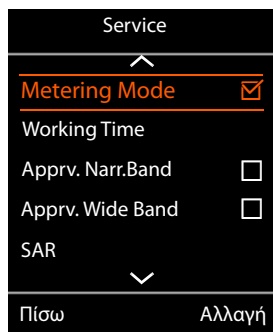 Service
Metering Mode
Working Time
Apprv. Narr.Band
Apprv. Wide Band
SAR
Πίσω Αλλαγή